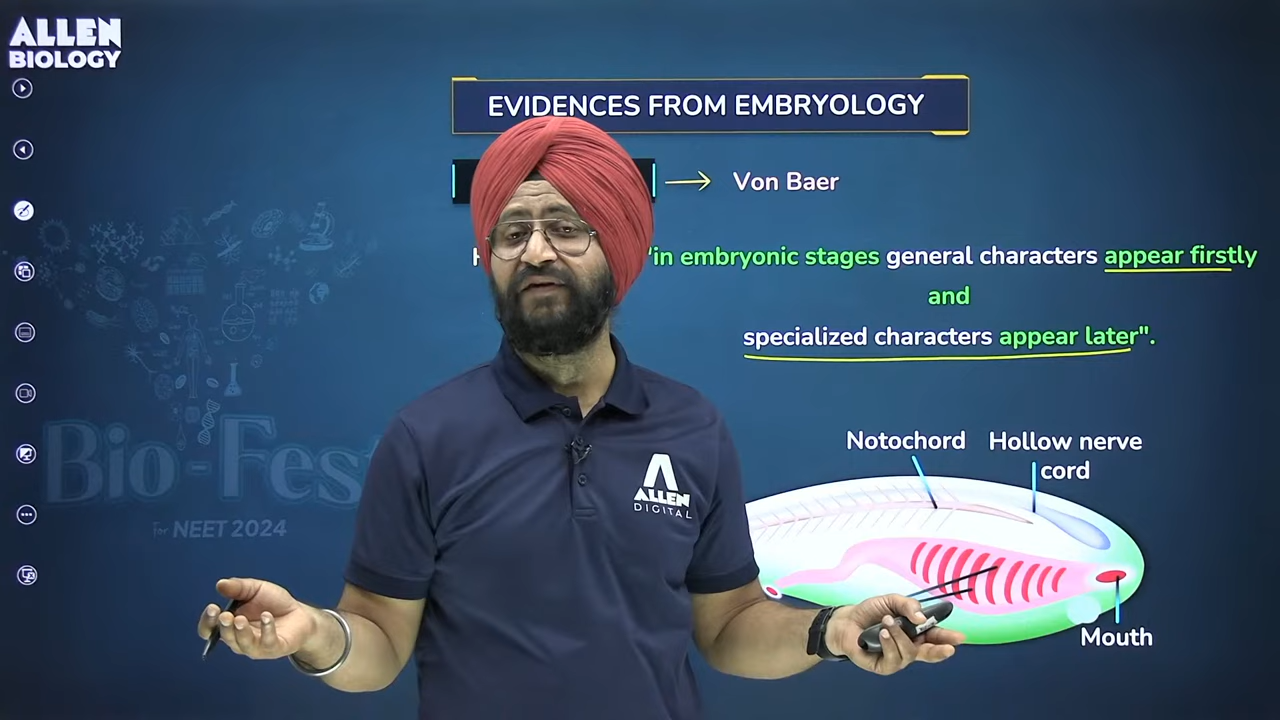 ALLEN
BIOLOGY
EVIDENCES FROM EMBRYOLOGY
Von Baer
"in embryonic stages general characters appear firstly
and
specialized characters appear later".
Notochord
Hollow nerve
cord
Mouth
Bio-Fest
for NEET 2024
ALLEN
DIGITAL